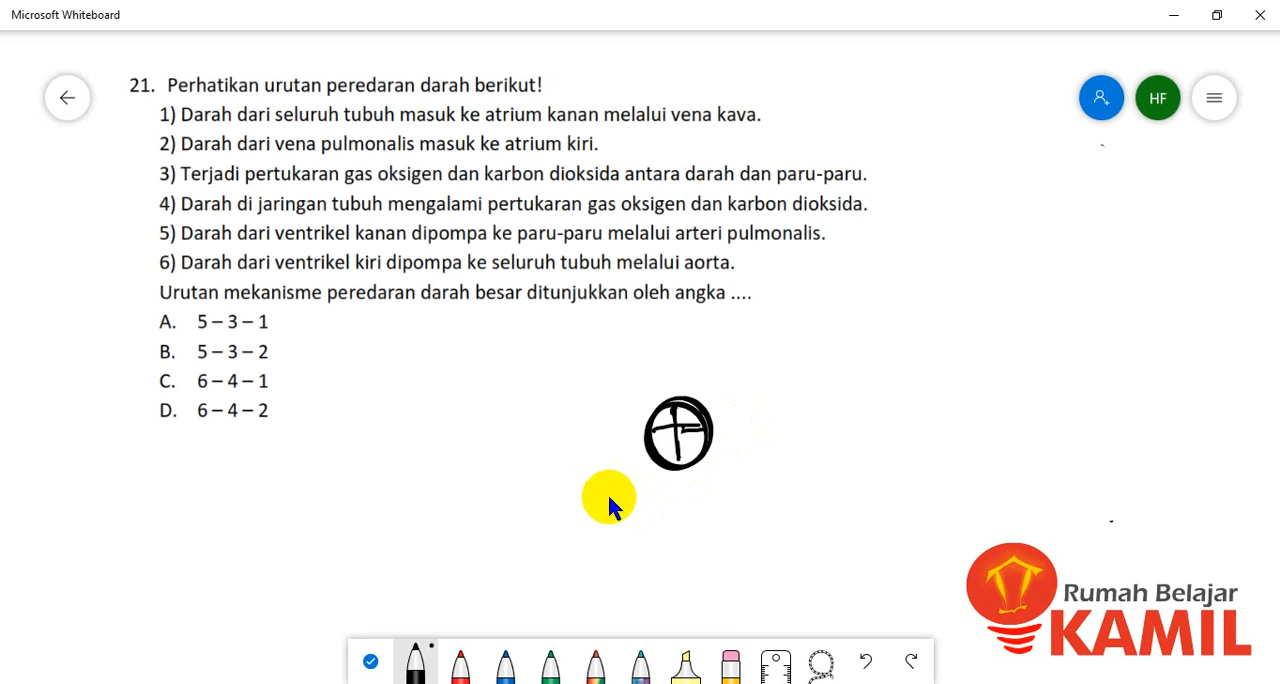 Microsoft Whiteboard
HF
21. Perhatikan urutan peredaran darah berikut!
1) Darah dari seluruh tubuh masuk ke atrium kanan melalui vena kava.
2) Darah dari vena pulmonalis masuk ke atrium kiri.
3) Terjadi pertukaran gas oksigen dan karbon dioksida antara darah dan paru-paru.
4) Darah di jaringan tubuh mengalami pertukaran gas oksigen dan karbon dioksida.
5) Darah dari ventrikel kanan dipompa ke paru-paru melalui arteri pulmonalis.
6) Darah dari ventrikel kiri dipompa ke seluruh tubuh melalui aorta.
Urutan mekanisme peredaran darah besar ditunjukkan oleh angka ....
A. 5 – 3 – 1
B. 5 – 3 – 2
C. 6 – 4 – 1
D. 6 – 4 – 2
Rumah Belajar
KAMIL